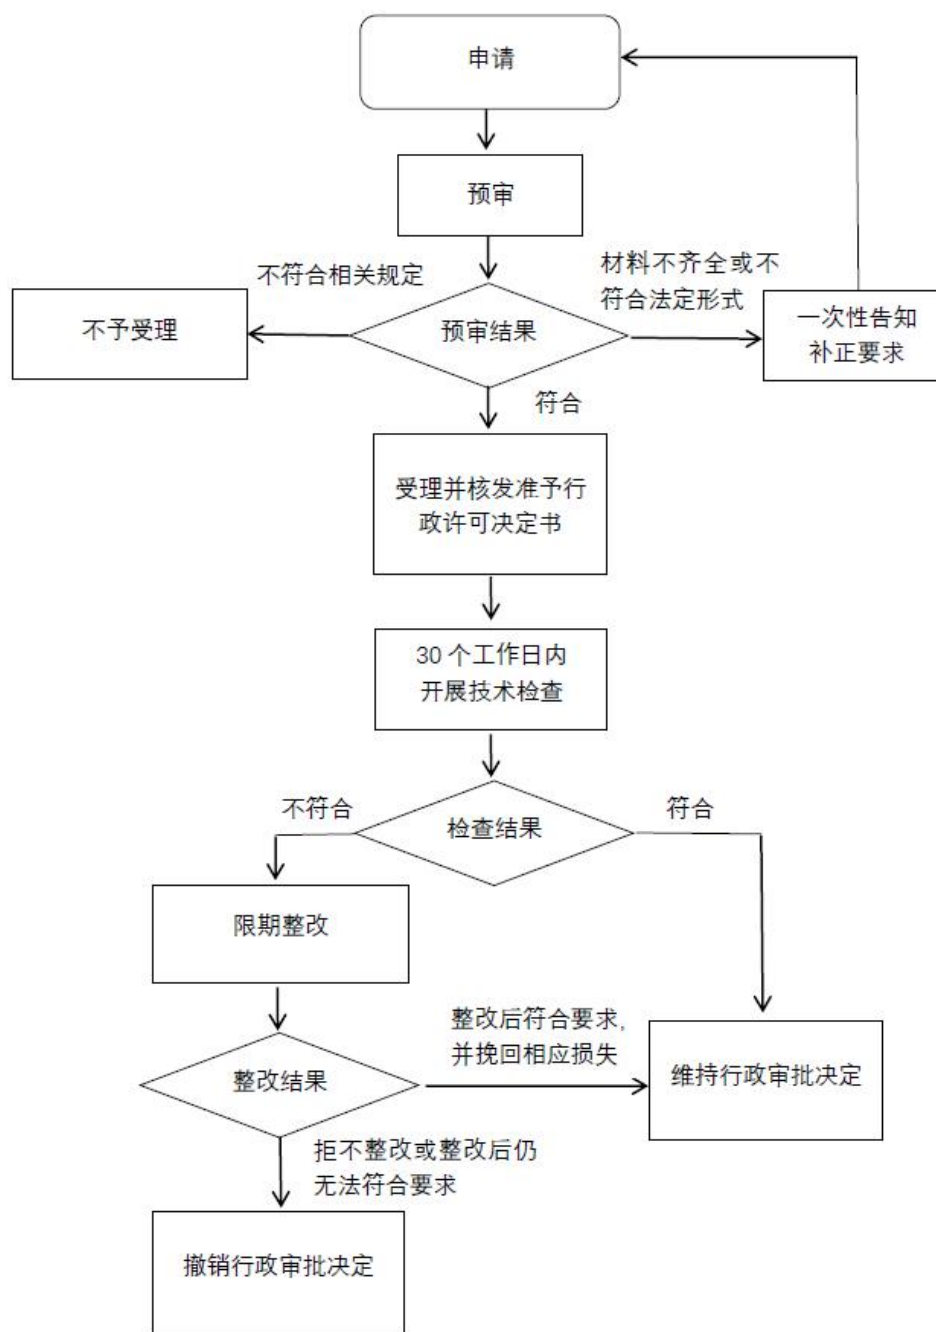 申请
预审
不符合相关规定
材料不齐全或不
符合法定形式
不予受理
预审结果
一次性告知
补正要求
符合
受理并核发准予行
政许可决定书
30 个工作日内
开展技术检查
不符合
检查结果
符合
限期整改
整改后符合要求,
并挽回相应损失
整改结果
维持行政审批决定
拒不整改或整改后仍
无法符合要求
撤销行政审批决定